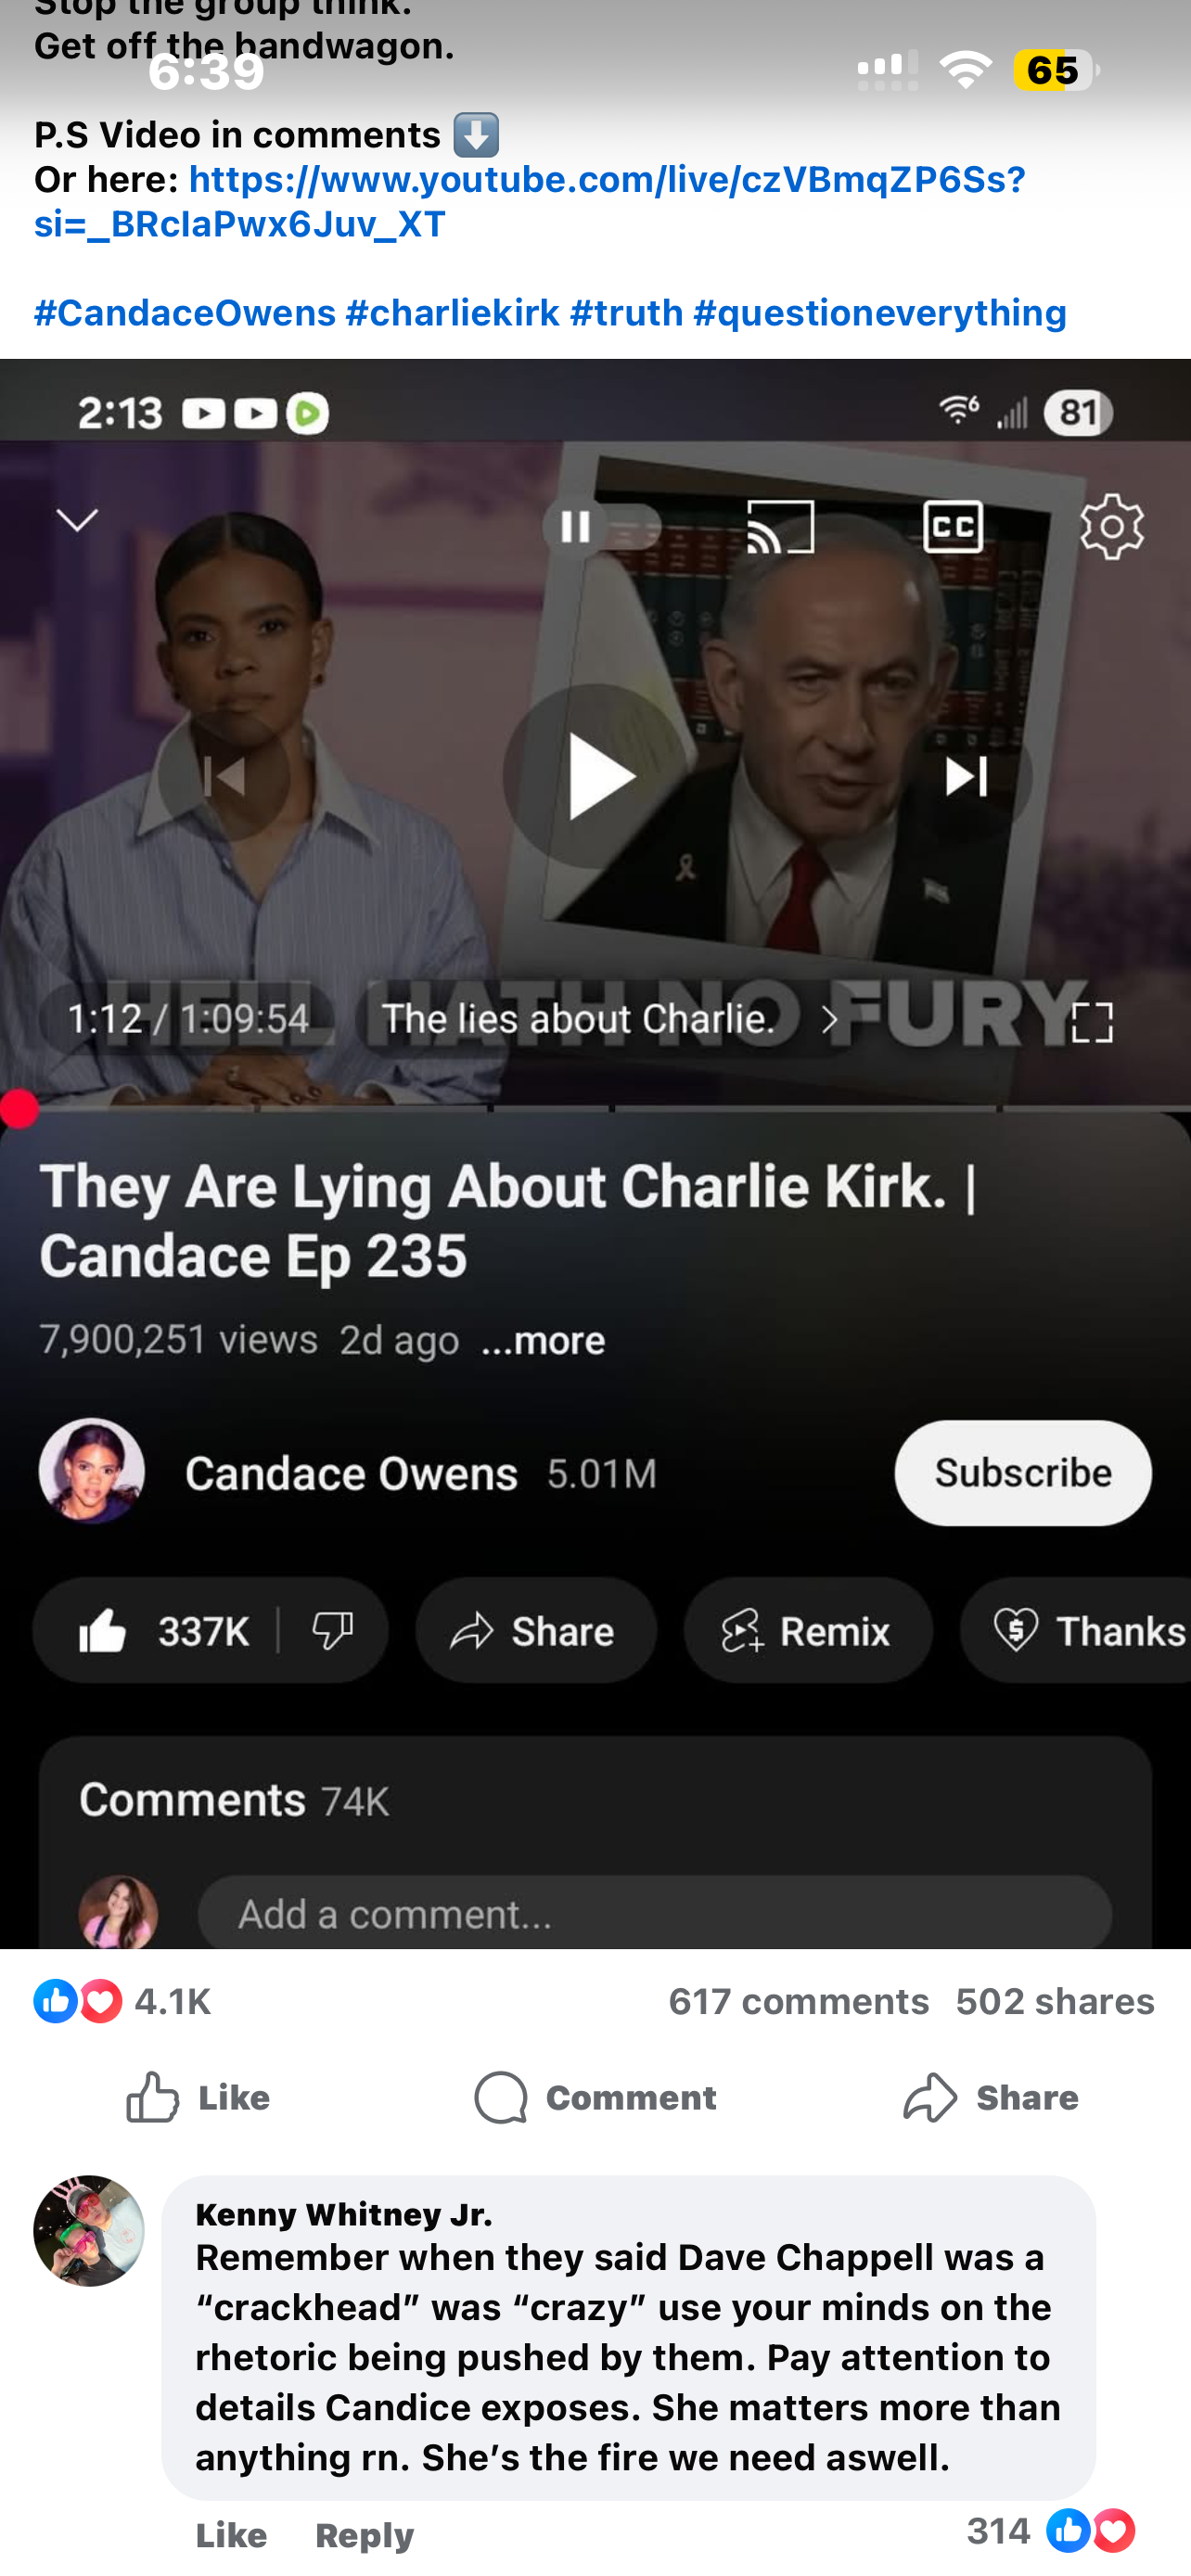 Stop the group think.
Get off the bandwagon.
6:39
65
P.S Video in comments ⬇️
Or here: https://www.youtube.com/live/czVBmqZP6Ss?
si=_BRclaPwx6Juv_XT
#CandaceOwens #charliekirk #truth #questioneverything
2:13
6
81
CC
HELL HATH NO FURY
1:12 / 1:09:54 The lies about Charlie. >
They Are Lying About Charlie Kirk. |
Candace Ep 235
7,900,251 views 2d ago ...more
Candace Owens 5.01M
Subscribe
337K
Share
Remix
Thanks
Comments 74K
Add a comment...
4.1K
617 comments 502 shares
Like
Comment
Share
Kenny Whitney Jr.
Remember when they said Dave Chappell was a
“crackhead” was “crazy” use your minds on the
rhetoric being pushed by them. Pay attention to
details Candice exposes. She matters more than
anything rn. She’s the fire we need aswell.
Like Reply
314